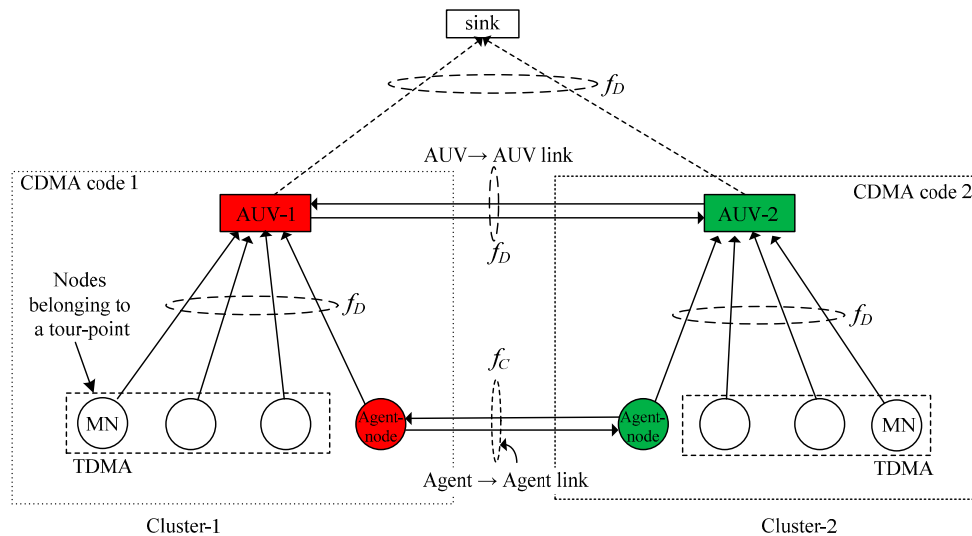 sink
f_D
AUV→ AUV link
CDMA code 1
CDMA code 2
AUV-1
AUV-2
f_D
Nodes
belonging to
a tour-point
f_D
f_D
f_C
MN
Agent-
node
Agent-
node
MN
TDMA
TDMA
Agent → Agent link
Cluster-1
Cluster-2